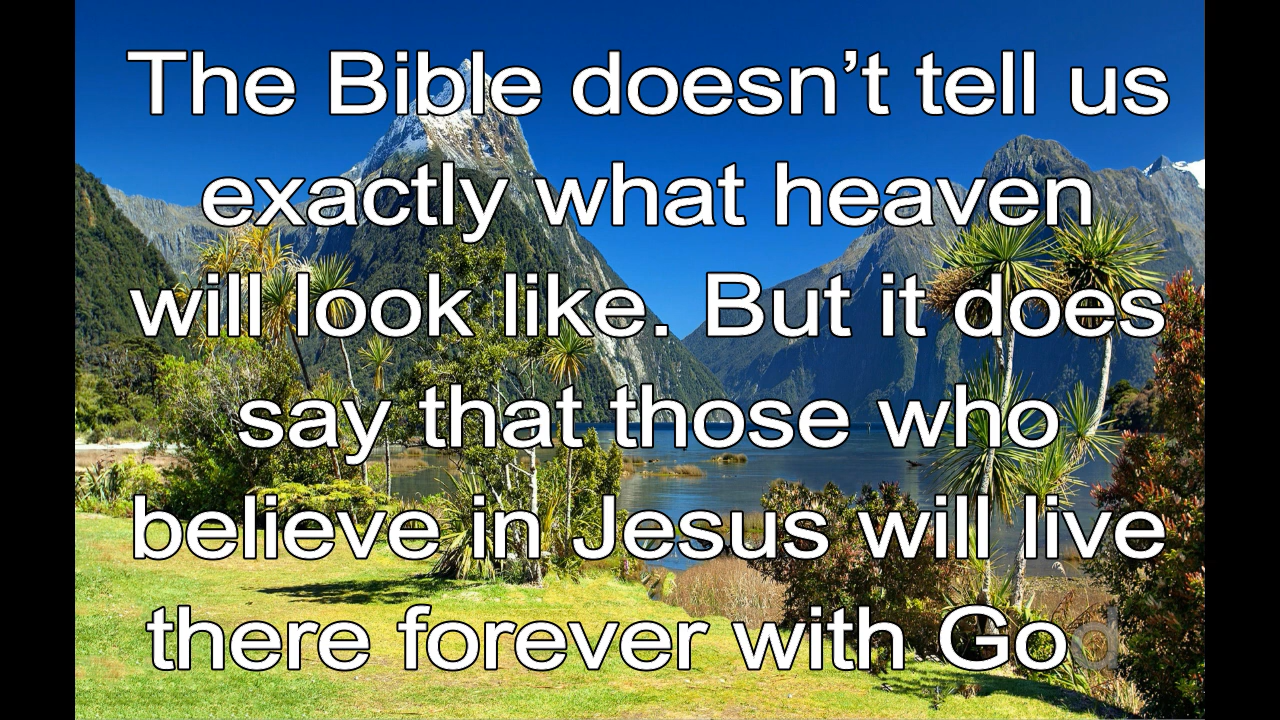 The Bible doesn’t tell us
exactly what heaven
will look like. But it does
say that those who
believe in Jesus will live
there forever with God